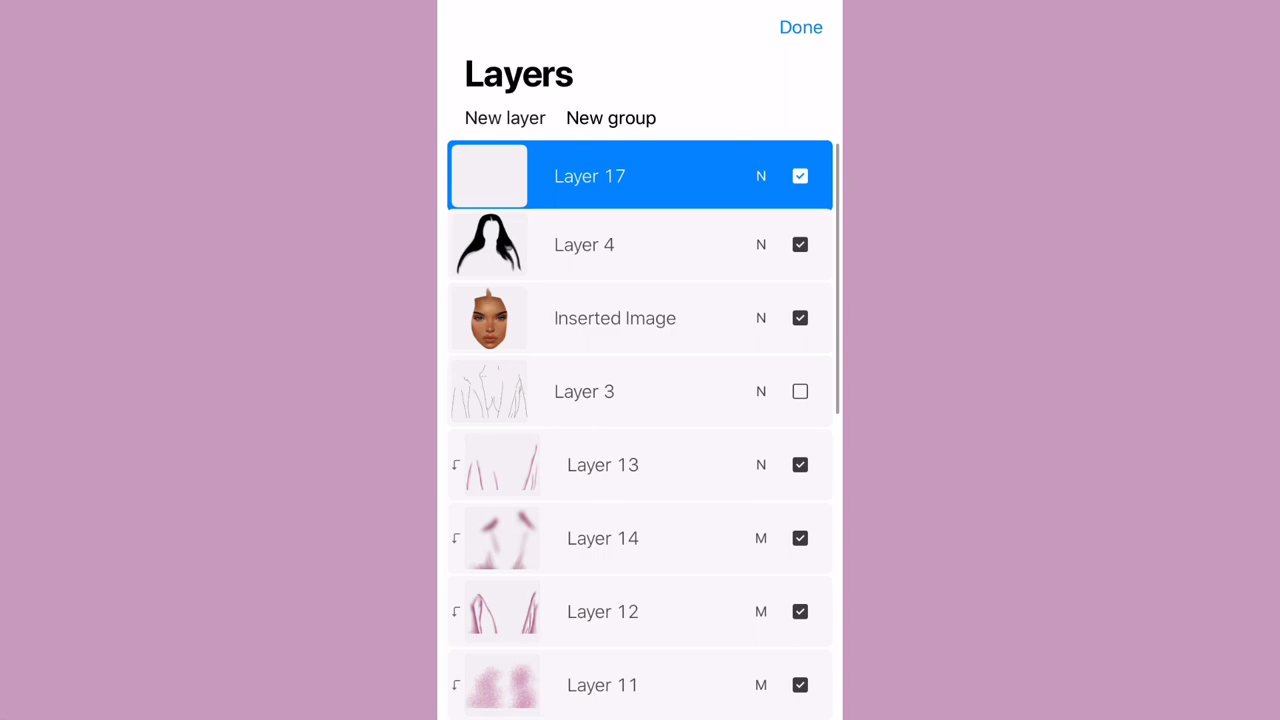 Done
Layers
New layer New group
Layer 17 N
Layer 4 N
Inserted Image N
Layer 3 N
Layer 13 N
Layer 14 M
Layer 12 M
Layer 11 M